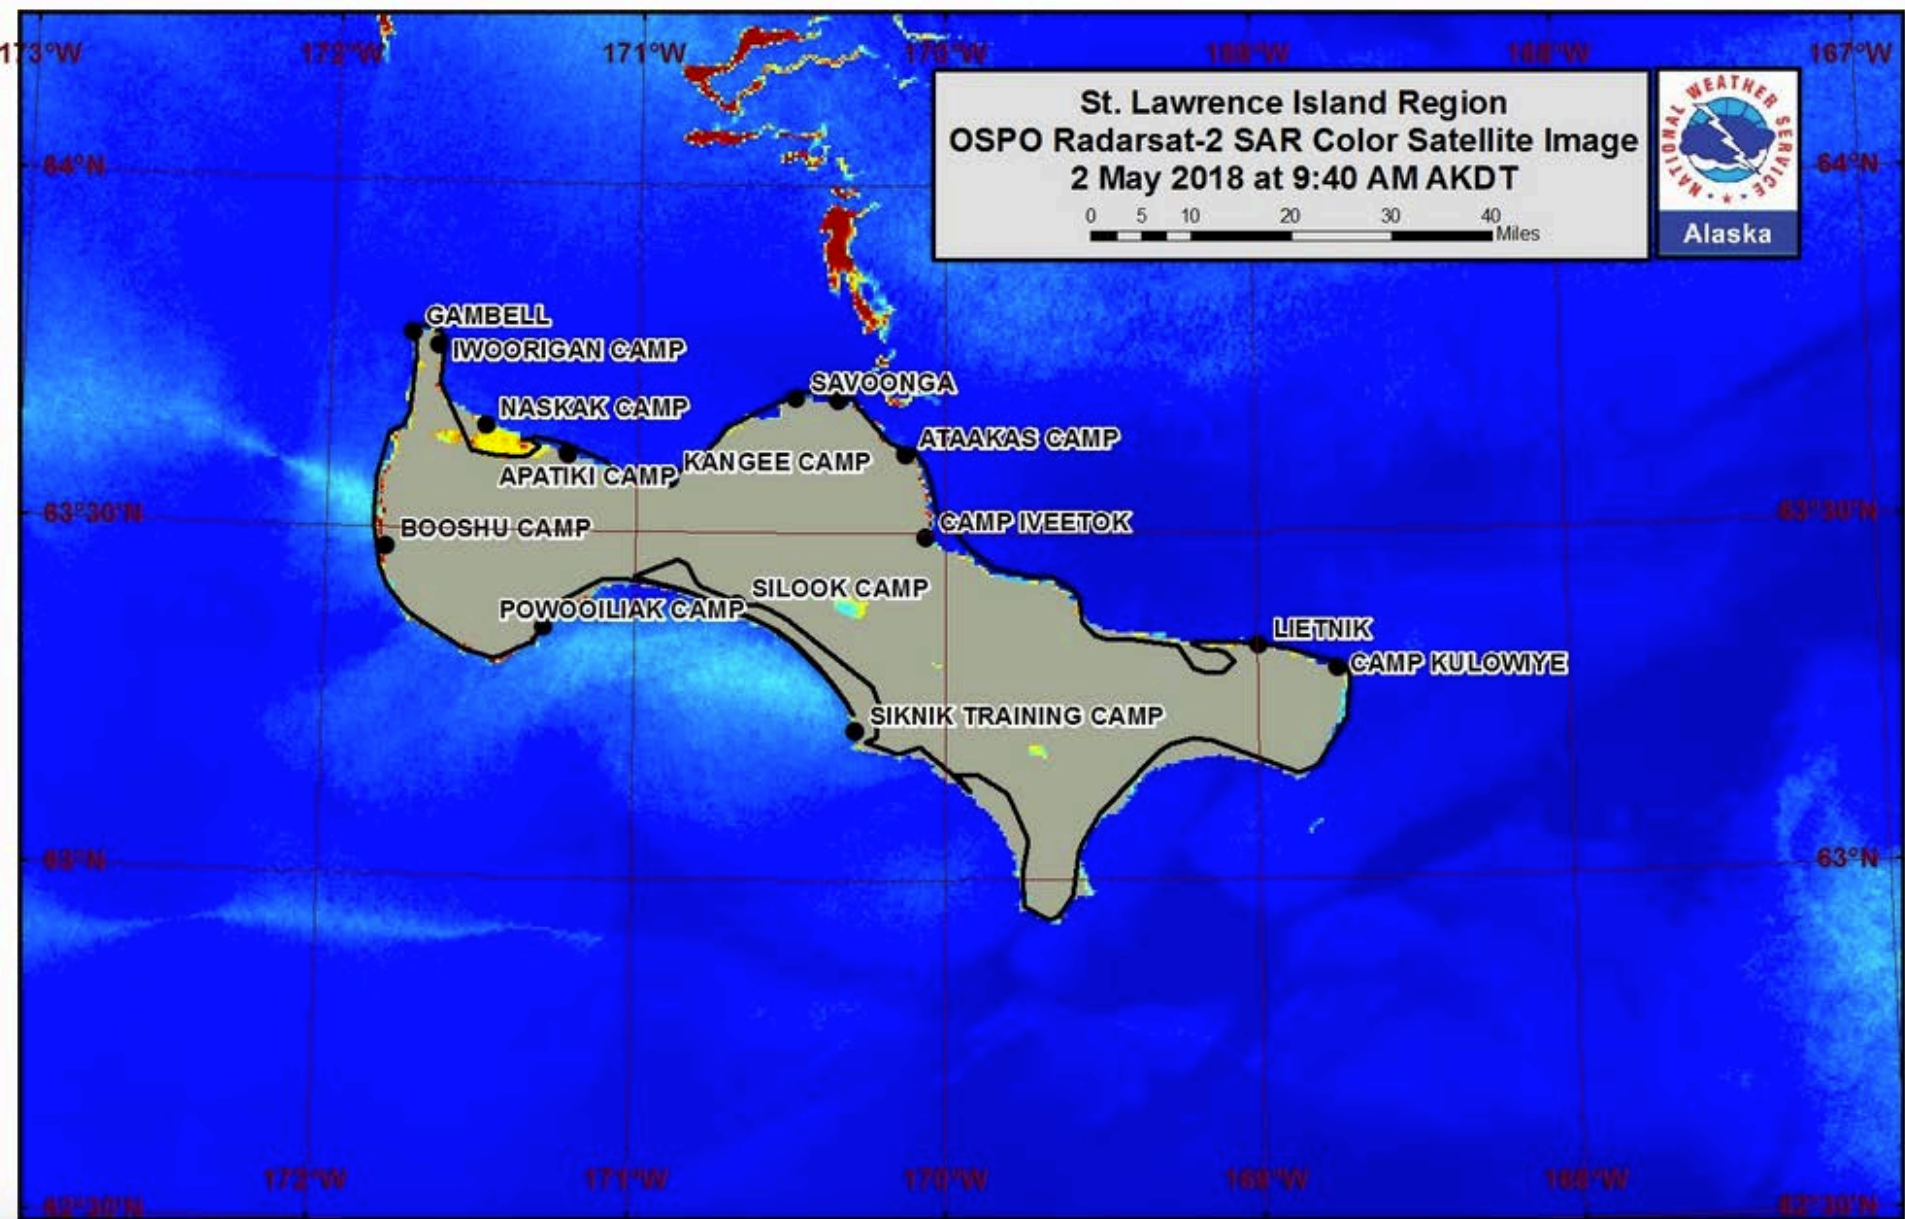 173°W 172°W 171°W 170°W 169°W 168°W 167°W
St. Lawrence Island Region
OSPO Radarsat-2 SAR Color Satellite Image
2 May 2018 at 9:40 AM AKDT
0 5 10 20 30 40
Miles
NATIONAL WEATHER SERVICE
Alaska
64°N 64°N
GAMBELL
IWOORIGAN CAMP
SAVOONGA
NASKAK CAMP
ATAAKAS CAMP
KANGEE CAMP
APATIKI CAMP
63°30'N 63°30'N
CAMP IVEETOK
BOOSHU CAMP
SILOOK CAMP
POWOOILIAK CAMP
LIETNIK
CAMP KULOWIYE
SIKNIK TRAINING CAMP
63°N 63°N
172°W 171°W 170°W 169°W 168°W
62°30'N 62°30'N